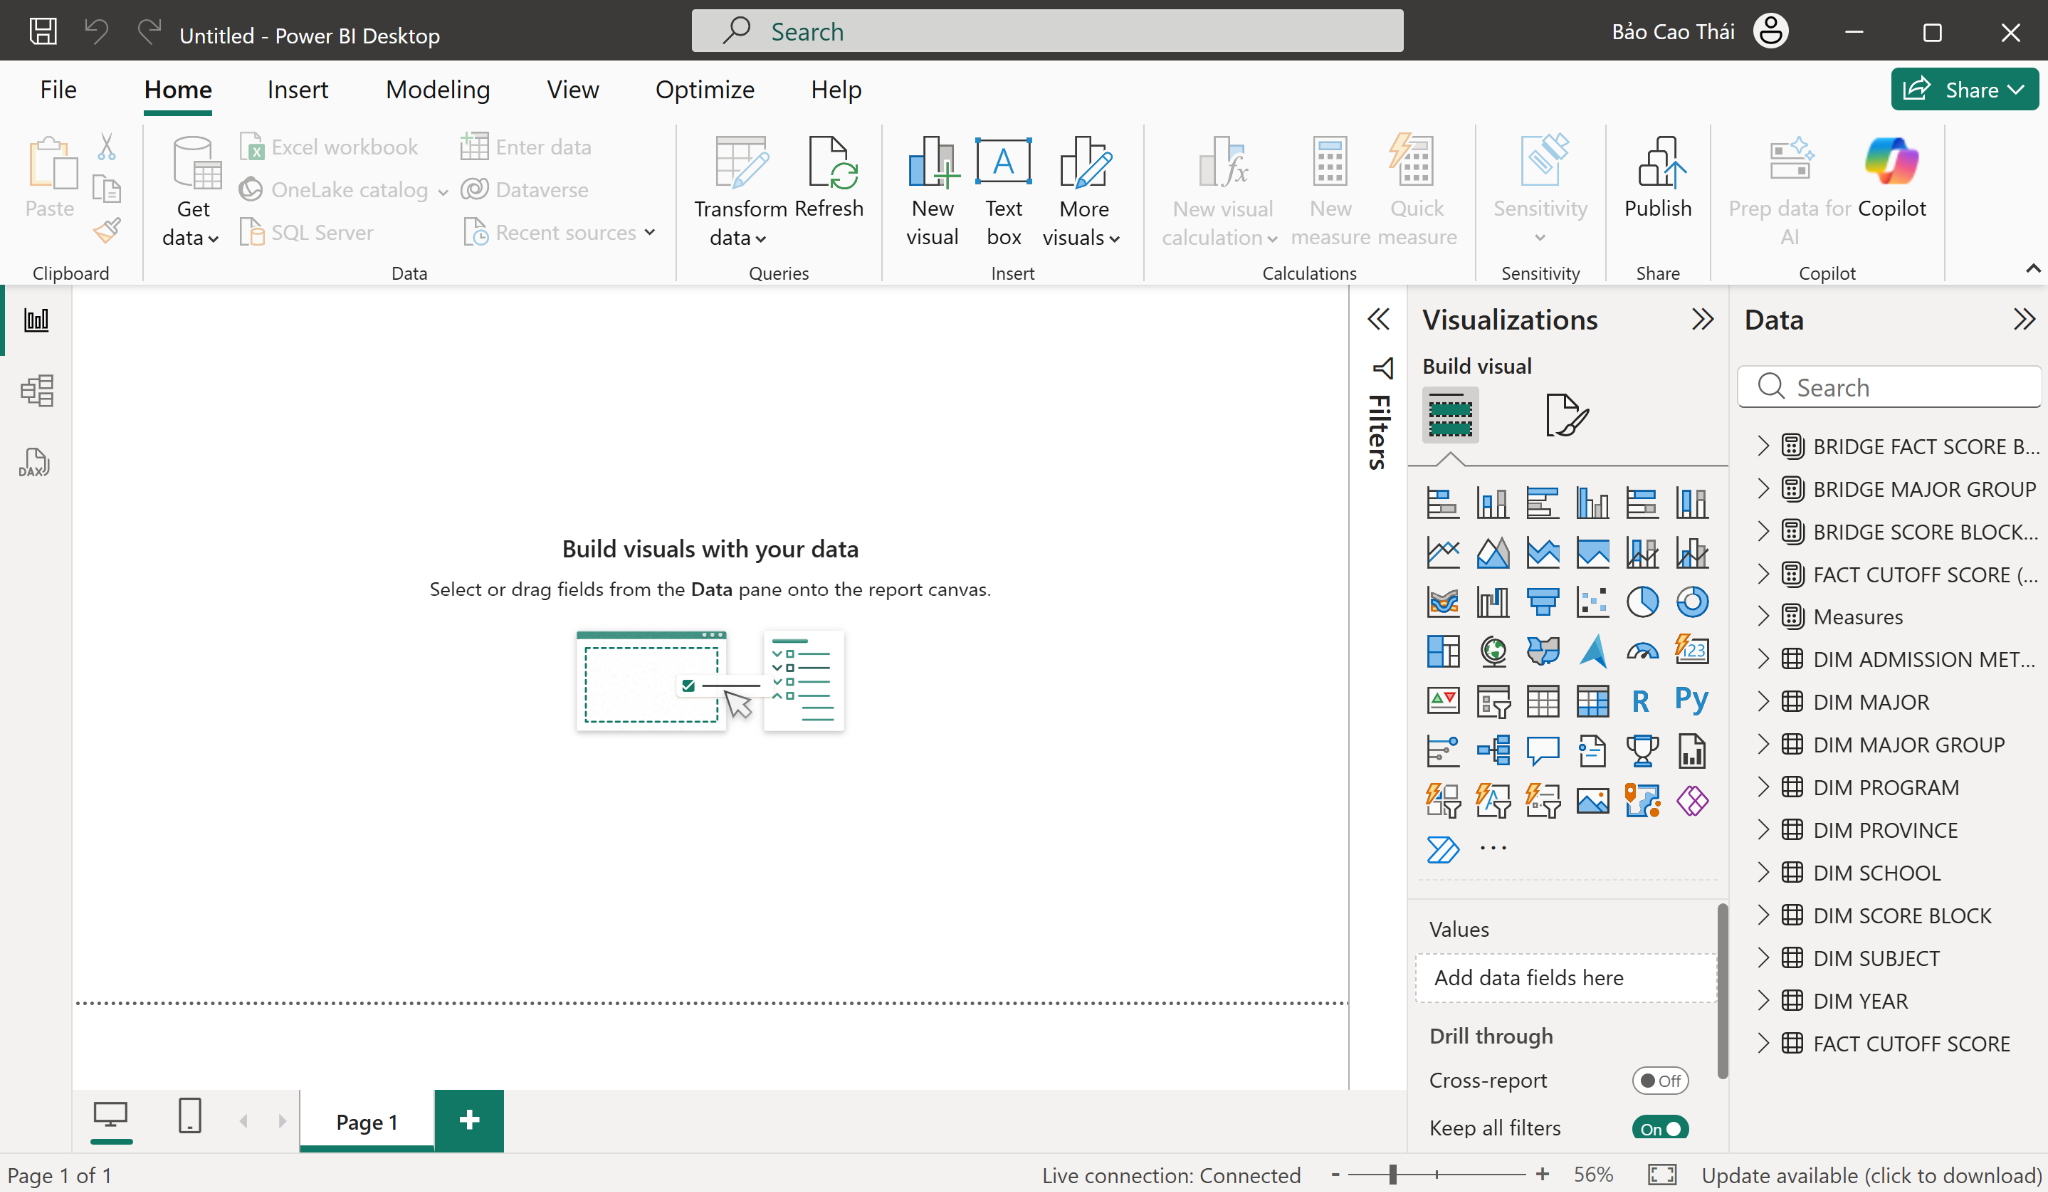 Untitled - Power BI Desktop
Search
Bảo Cao Thái
File
Home
Insert
Modeling
View
Optimize
Help
Share
Paste
Clipboard
Get
data
Excel workbook
OneLake catalog
SQL Server
Enter data
Dataverse
Recent sources
Data
Transform
data
Refresh
Queries
New
visual
Text
box
More
visuals
Insert
New visual
calculation
New
measure
Quick
measure
Calculations
Sensitivity
Sensitivity
Publish
Share
Prep data for
AI
Copilot
Copilot
DAX
Build visuals with your data
Select or drag fields from the Data pane onto the report canvas.
Filters
Visualizations
Build visual
123
R
Py
Values
Add data fields here
Drill through
Cross-report
Off
Keep all filters
On
Data
Search
BRIDGE FACT SCORE B...
BRIDGE MAJOR GROUP
BRIDGE SCORE BLOCK...
FACT CUTOFF SCORE (...
Measures
DIM ADMISSION MET...
DIM MAJOR
DIM MAJOR GROUP
DIM PROGRAM
DIM PROVINCE
DIM SCHOOL
DIM SCORE BLOCK
DIM SUBJECT
DIM YEAR
FACT CUTOFF SCORE
Page 1
Page 1 of 1
Live connection: Connected
56%
Update available (click to download)